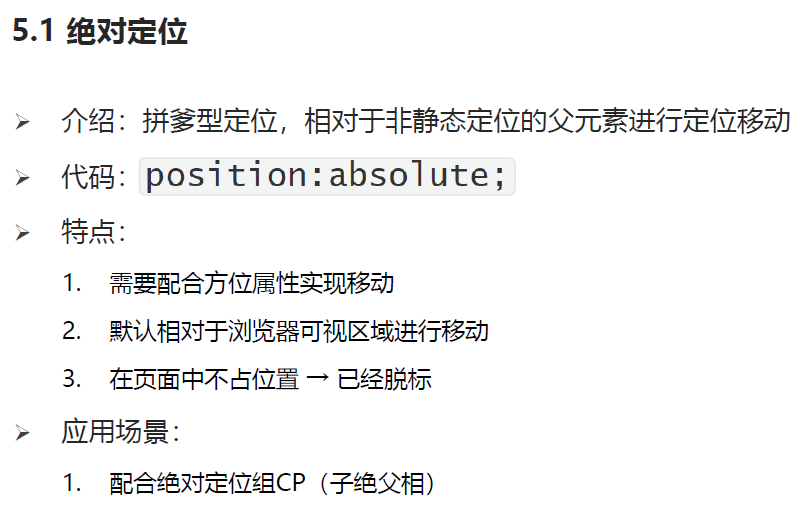 5.1 绝对定位
➢ 介绍：拼爹型定位，相对于非静态定位的父元素进行定位移动
➢ 代码：position:absolute;
➢ 特点：
1. 需要配合方位属性实现移动
2. 默认相对于浏览器可视区域进行移动
3. 在页面中不占位置 → 已经脱标
➢ 应用场景：
1. 配合绝对定位组CP（子绝父相）